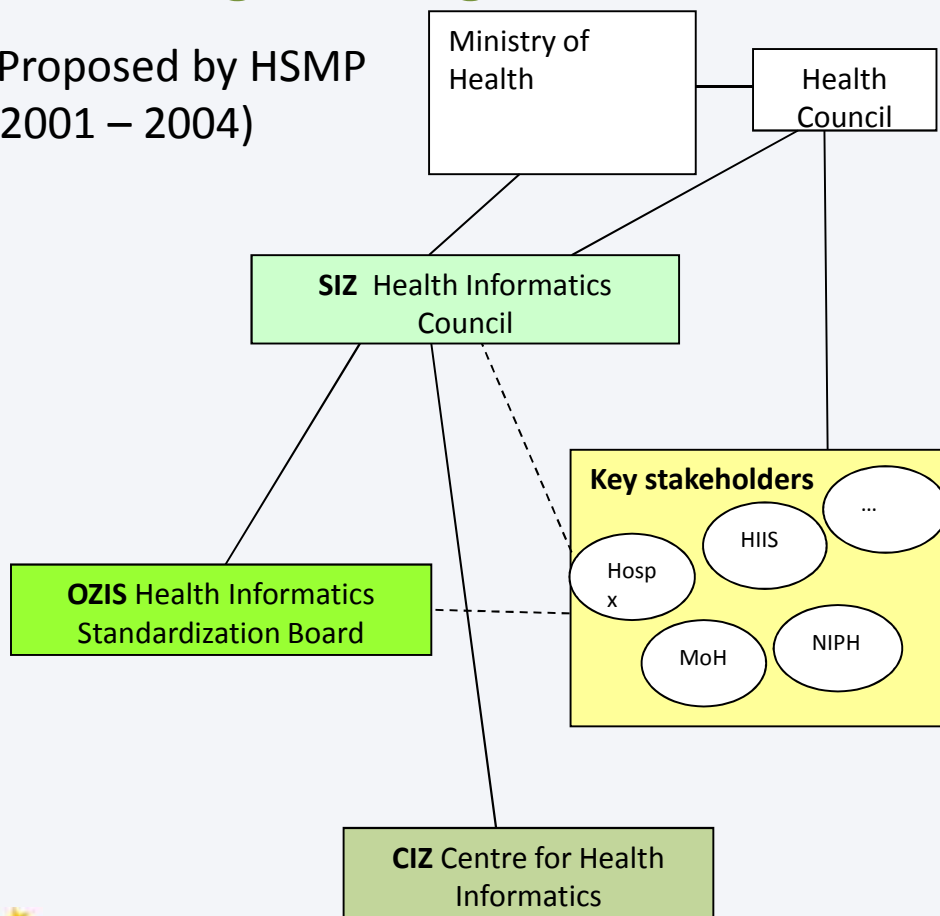 Proposed by HSMP
2001 – 2004)
Ministry of
Health
Health
Council
SIZ Health Informatics
Council
Key stakeholders
...
HIIS
Hosp
x
OZIS Health Informatics
Standardization Board
MoH
NIPH
CIZ Centre for Health
Informatics